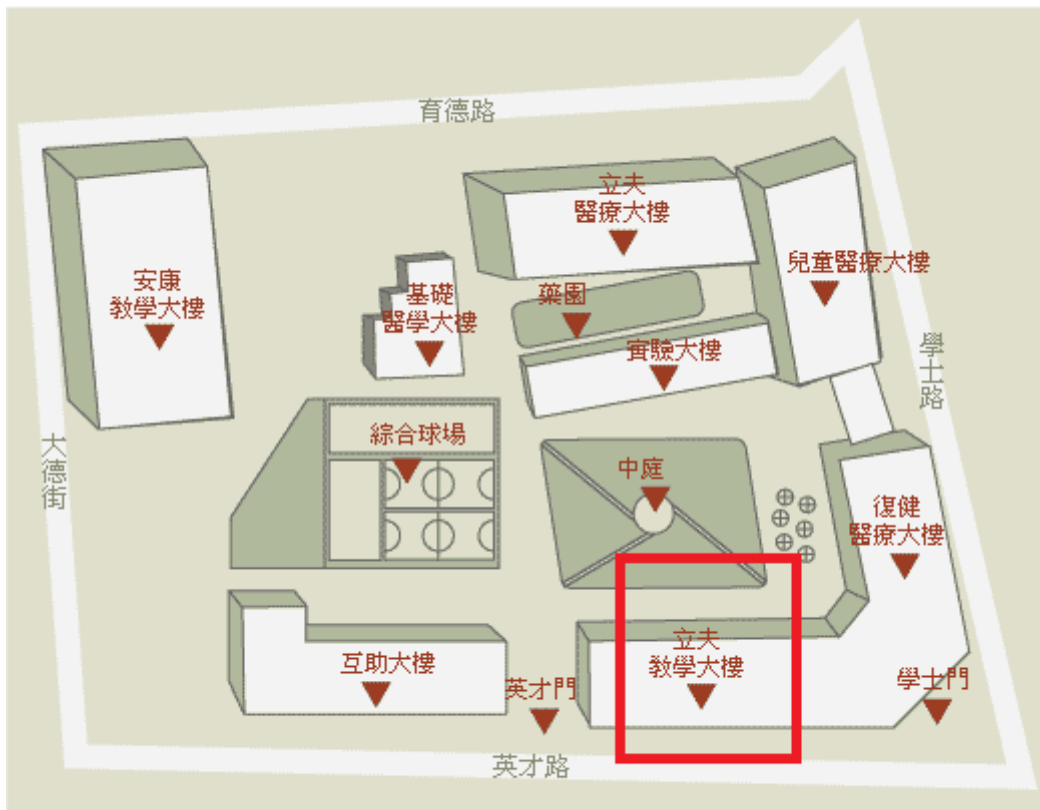 育德路
立夫
醫療大樓
兒童醫療大樓
安康
教學大樓
基礎
醫學大樓
藥園
實驗大樓
學士路
大德街
綜合球場
中庭
復健
醫療大樓
互助大樓
英才門
立夫
教學大樓
學士門
英才路